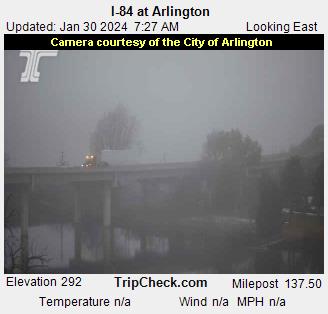 I-84 at Arlington
Updated: Jan 30 2024 7:27 AM Looking East
Camera courtesy of the City of Arlington
Elevation 292 TripCheck.com Milepost 137.50
Temperature n/a Wind n/a MPH n/a